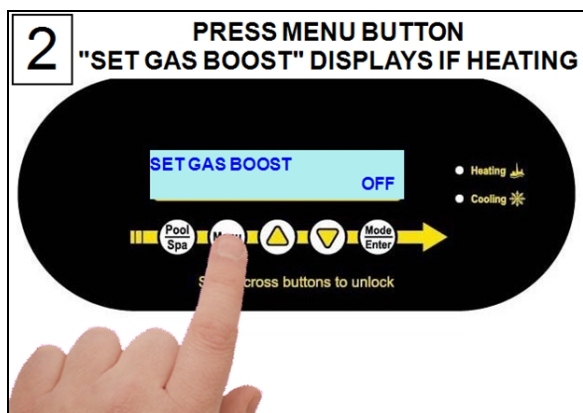 2
PRESS MENU BUTTON
"SET GAS BOOST" DISPLAYS IF HEATING
SET GAS BOOST
OFF
Heating
Cooling
Pool
Spa
Mode
Enter
cross buttons to unlock